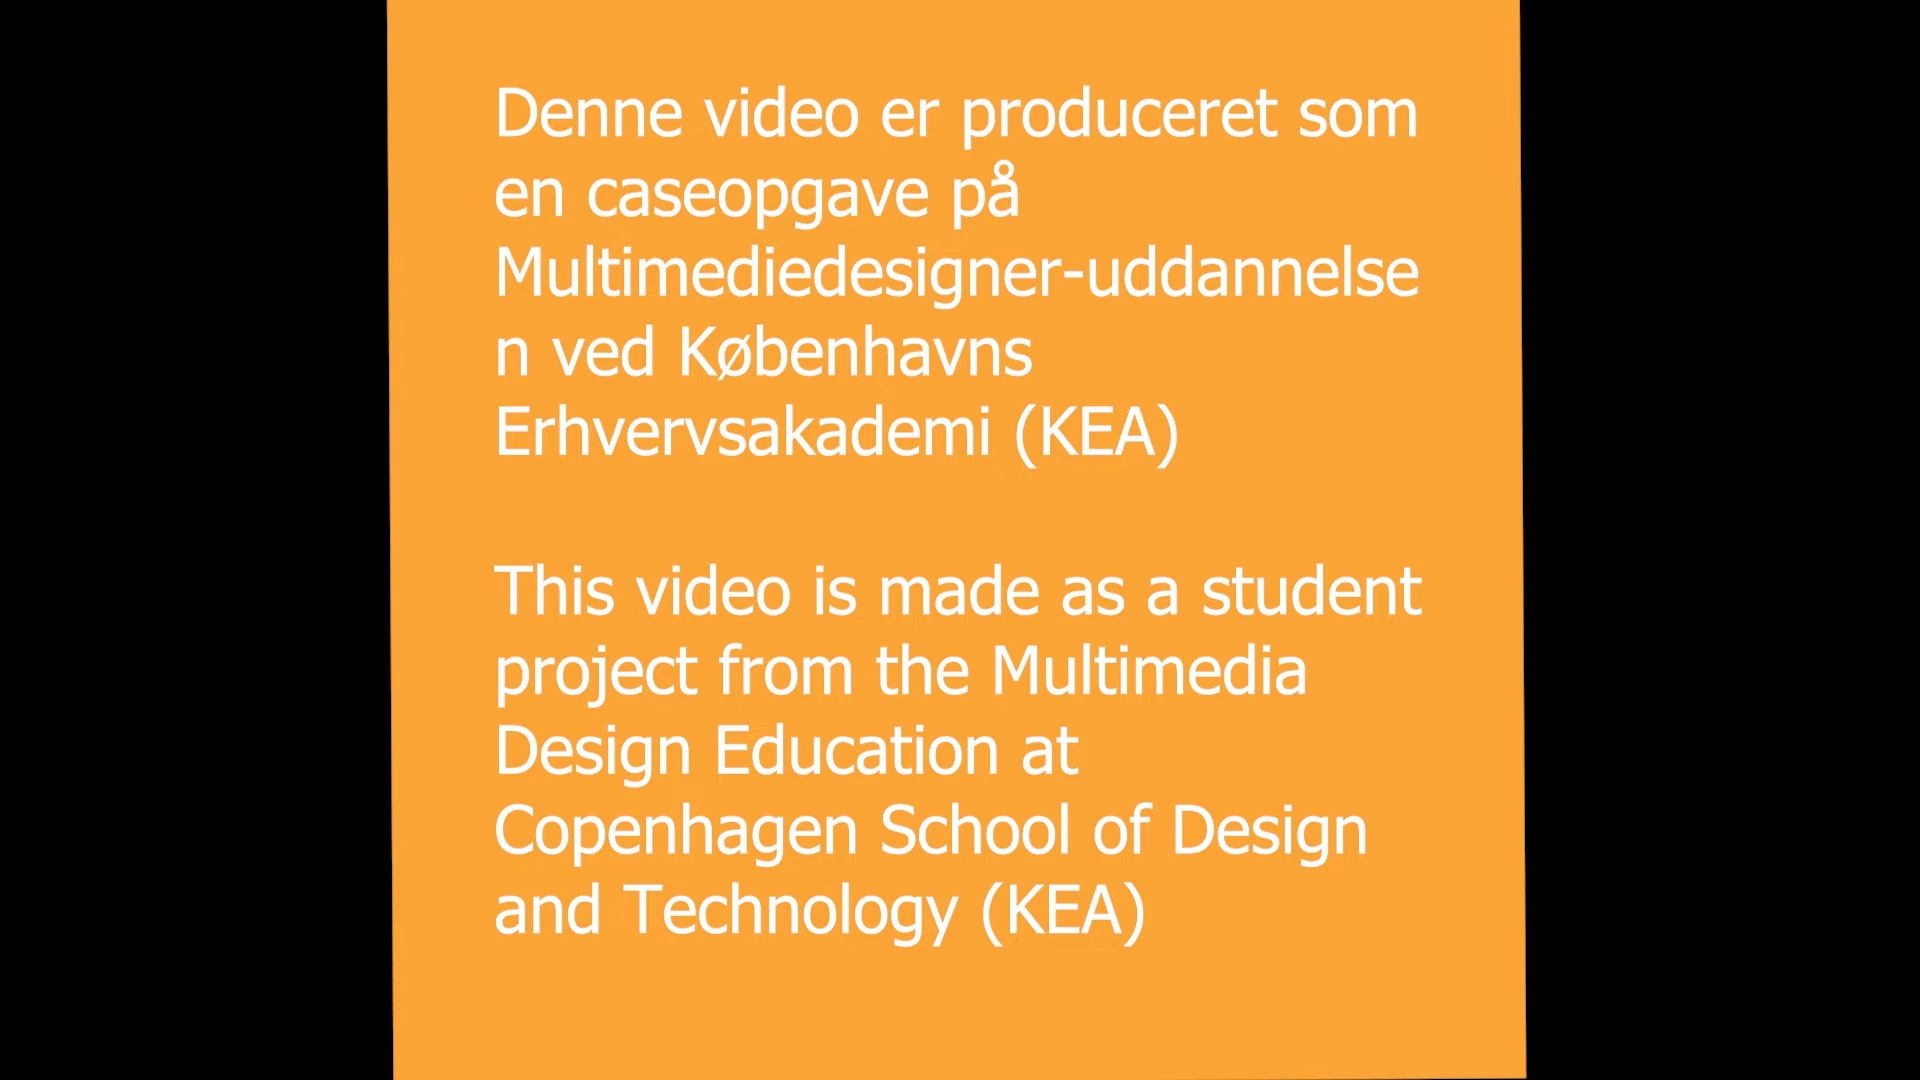 Denne video er produceret som
en caseopgave på
Multimediedesigner-uddannelse
n ved Københavns
Erhvervsakademi (KEA)
This video is made as a student
project from the Multimedia
Design Education at
Copenhagen School of Design
and Technology (KEA)